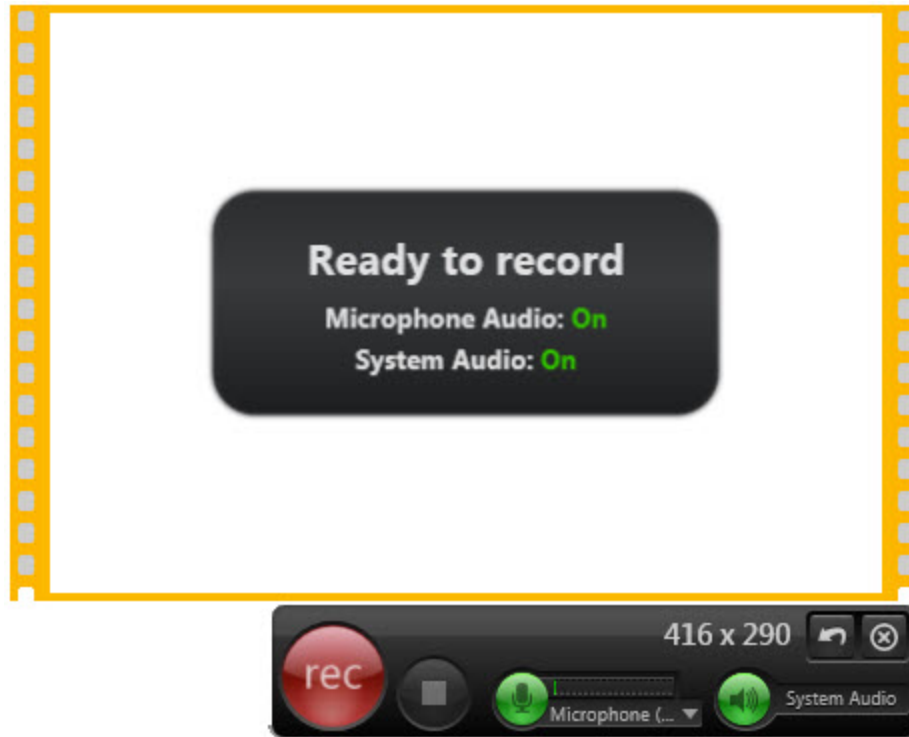 Ready to record
Microphone Audio: On
System Audio: On
416 x 290
rec
Microphone (...
System Audio